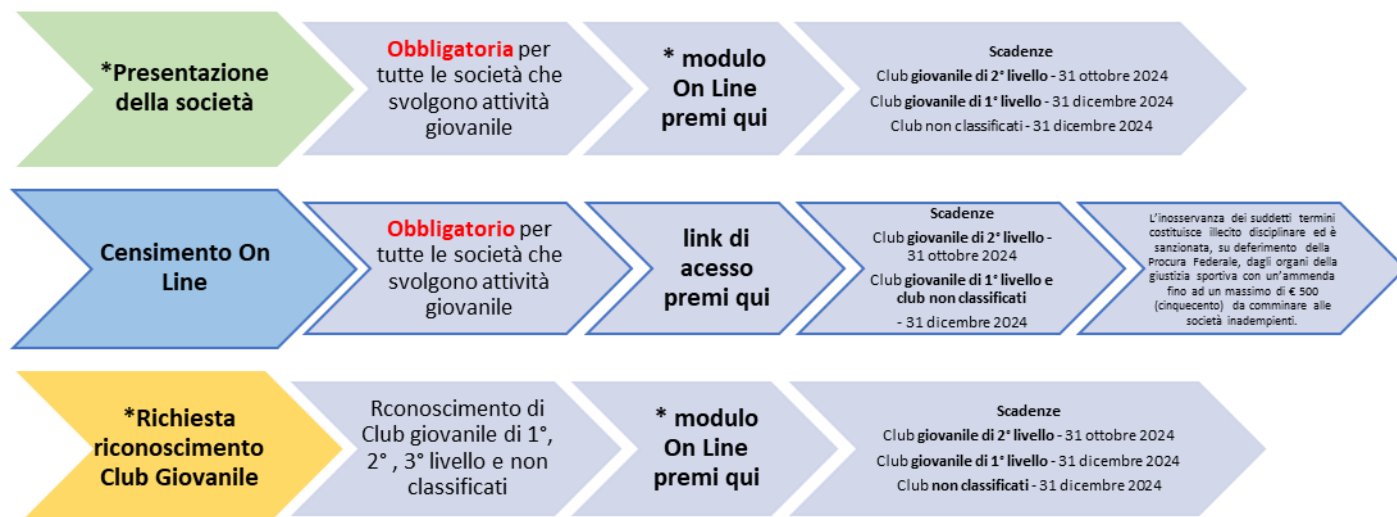 *Presentazione
della società
Obbligatoria per
tutte le società che
svolgono attività
giovanile
* modulo
On Line
premi qui
Scadenze
Club giovanile di 2° livello - 31 ottobre 2024
Club giovanile di 1° livello - 31 dicembre 2024
Club non classificati - 31 dicembre 2024
Censimento On
Line
Obbligatorio per
tutte le società che
svolgono attività
giovanile
link di
acesso
premi qui
Scadenze
Club giovanile di 2° livello -
31 ottobre 2024
Club giovanile di 1° livello e
club non classificati
- 31 dicembre 2024
L'inosservanza dei suddetti termini
costituisce illecito disciplinare ed è
sanzionata, su deferimento della
Procura Federale, dagli organi della
giustizia sportiva con un'ammenda
fino ad un massimo di € 500
(cinquecento) da comminare alle
società inadempienti.
*Richiesta
riconoscimento
Club Giovanile
Rconoscimento di
Club giovanile di 1°,
2° , 3° livello e non
classificati
* modulo
On Line
premi qui
Scadenze
Club giovanile di 2° livello - 31 ottobre 2024
Club giovanile di 1° livello - 31 dicembre 2024
Club non classificati - 31 dicembre 2024